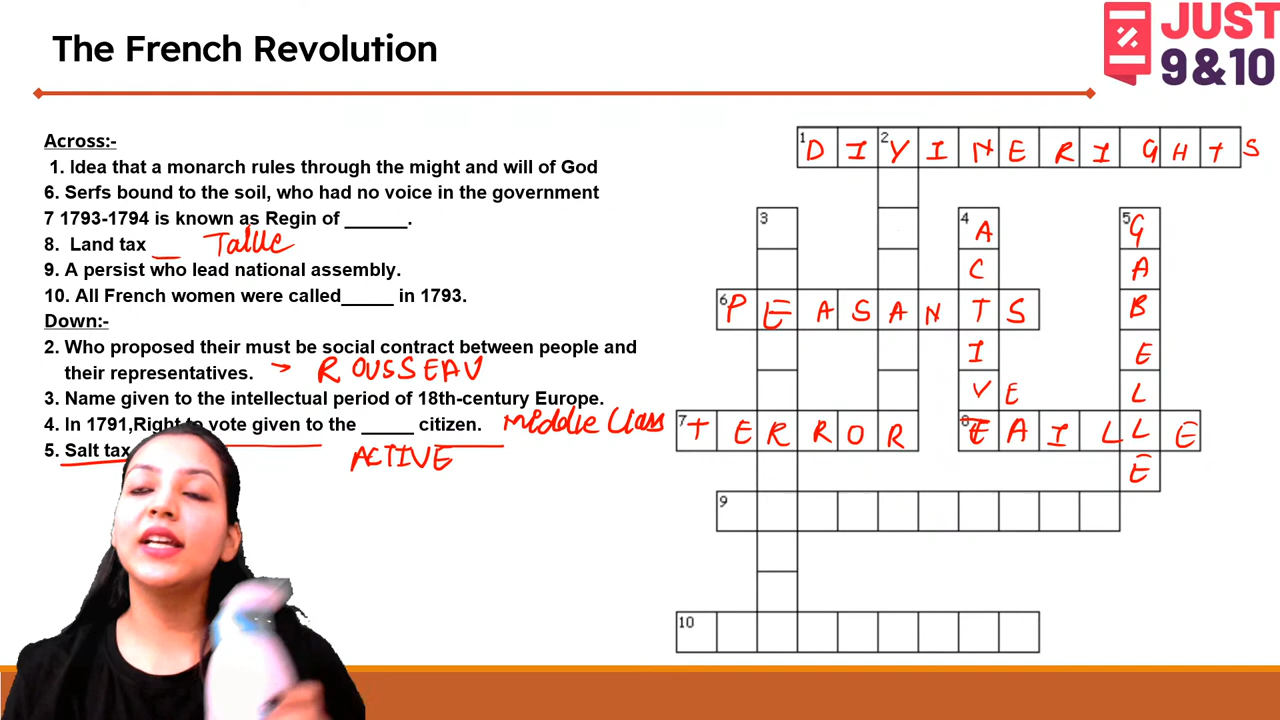 The French Revolution
JUST
9&10
Across:-
1. Idea that a monarch rules through the might and will of God
6. Serfs bound to the soil, who had no voice in the government
7 1793-1794 is known as Regin of ______.
8. Land tax Taille
9. A persist who lead national assembly.
10. All French women were called_____ in 1793.
Down:-
2. Who proposed their must be social contract between people and
their representatives. → ROUSSEAU
3. Name given to the intellectual period of 18th-century Europe.
4. In 1791,Right to vote given to the _____ citizen. Middle Class
5. Salt tax
ACTIVE
1 D I 2 V I N E R I G H T S
3 4 A 5 G
C A
6 P E A S A N T S B
I E
V E L
7 T E R R O R 8 T A I L L E
E
9
10